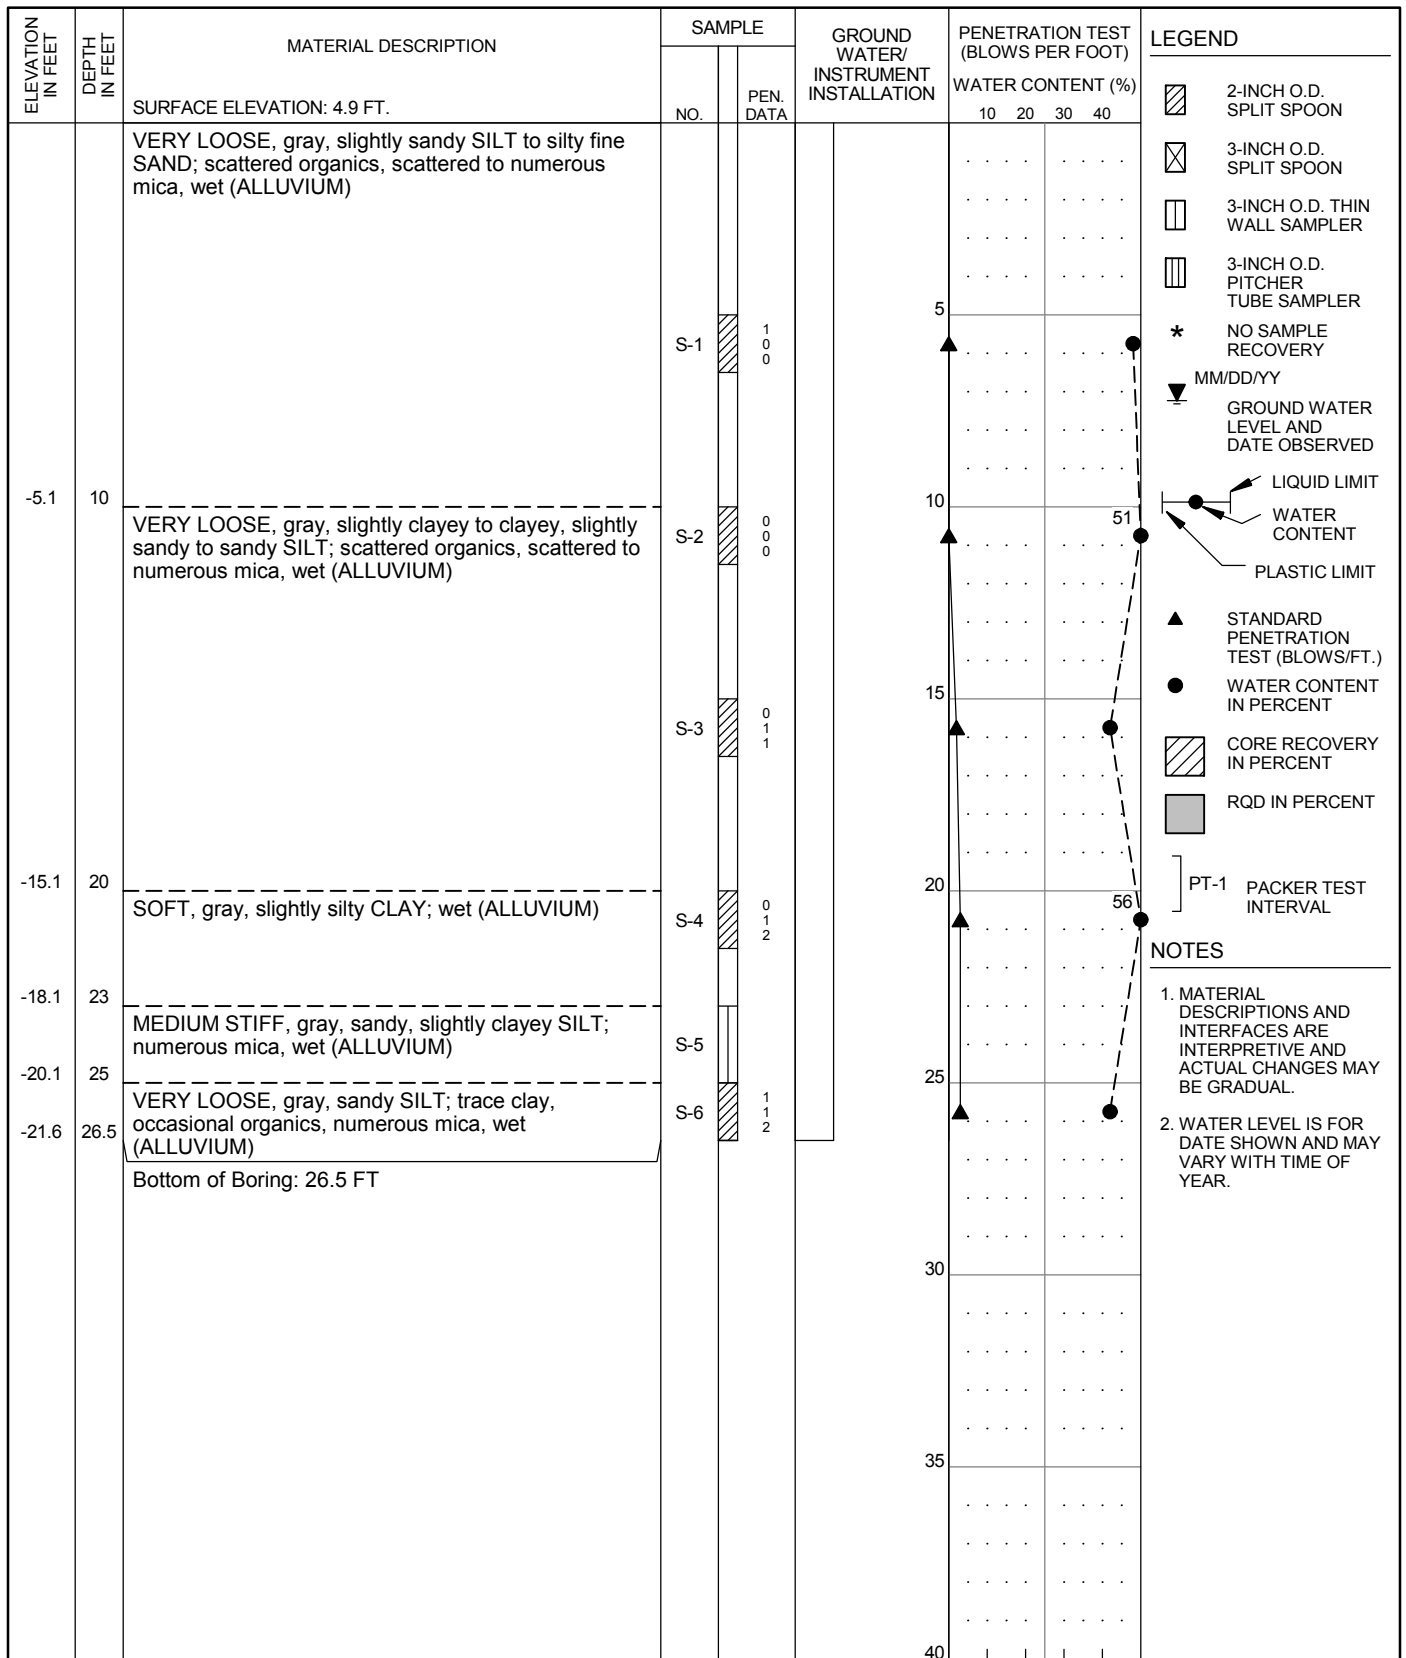 ELEVATION
IN FEET
DEPTH
IN FEET
MATERIAL DESCRIPTION
SURFACE ELEVATION: 4.9 FT.
SAMPLE
NO.
PEN.
DATA
GROUND
WATER/
INSTRUMENT
INSTALLATION
PENETRATION TEST
(BLOWS PER FOOT)
WATER CONTENT (%)
10 20 30 40
VERY LOOSE, gray, slightly sandy SILT to silty fine
SAND; scattered organics, scattered to numerous
mica, wet (ALLUVIUM)
5
S-1
1
0
0
-5.1 10
10
VERY LOOSE, gray, slightly clayey to clayey, slightly
sandy to sandy SILT; scattered organics, scattered to
numerous mica, wet (ALLUVIUM)
S-2
0
0
0
51
15
S-3
0
1
1
-15.1 20
20
SOFT, gray, slightly silty CLAY; wet (ALLUVIUM)
S-4
0
1
2
56
-18.1 23
MEDIUM STIFF, gray, sandy, slightly clayey SILT;
numerous mica, wet (ALLUVIUM)
S-5
-20.1 25
25
VERY LOOSE, gray, sandy SILT; trace clay,
occasional organics, numerous mica, wet
(ALLUVIUM)
S-6
1
1
2
-21.6 26.5
Bottom of Boring: 26.5 FT
30
35
40
LEGEND
2-INCH O.D.
SPLIT SPOON
3-INCH O.D.
SPLIT SPOON
3-INCH O.D. THIN
WALL SAMPLER
3-INCH O.D.
PITCHER
TUBE SAMPLER
* NO SAMPLE
RECOVERY
MM/DD/YY
GROUND WATER
LEVEL AND
DATE OBSERVED
LIQUID LIMIT
WATER
CONTENT
PLASTIC LIMIT
STANDARD
PENETRATION
TEST (BLOWS/FT.)
WATER CONTENT
IN PERCENT
CORE RECOVERY
IN PERCENT
RQD IN PERCENT
PT-1 PACKER TEST
INTERVAL
NOTES
1. MATERIAL
DESCRIPTIONS AND
INTERFACES ARE
INTERPRETIVE AND
ACTUAL CHANGES MAY
BE GRADUAL.
2. WATER LEVEL IS FOR
DATE SHOWN AND MAY
VARY WITH TIME OF
YEAR.